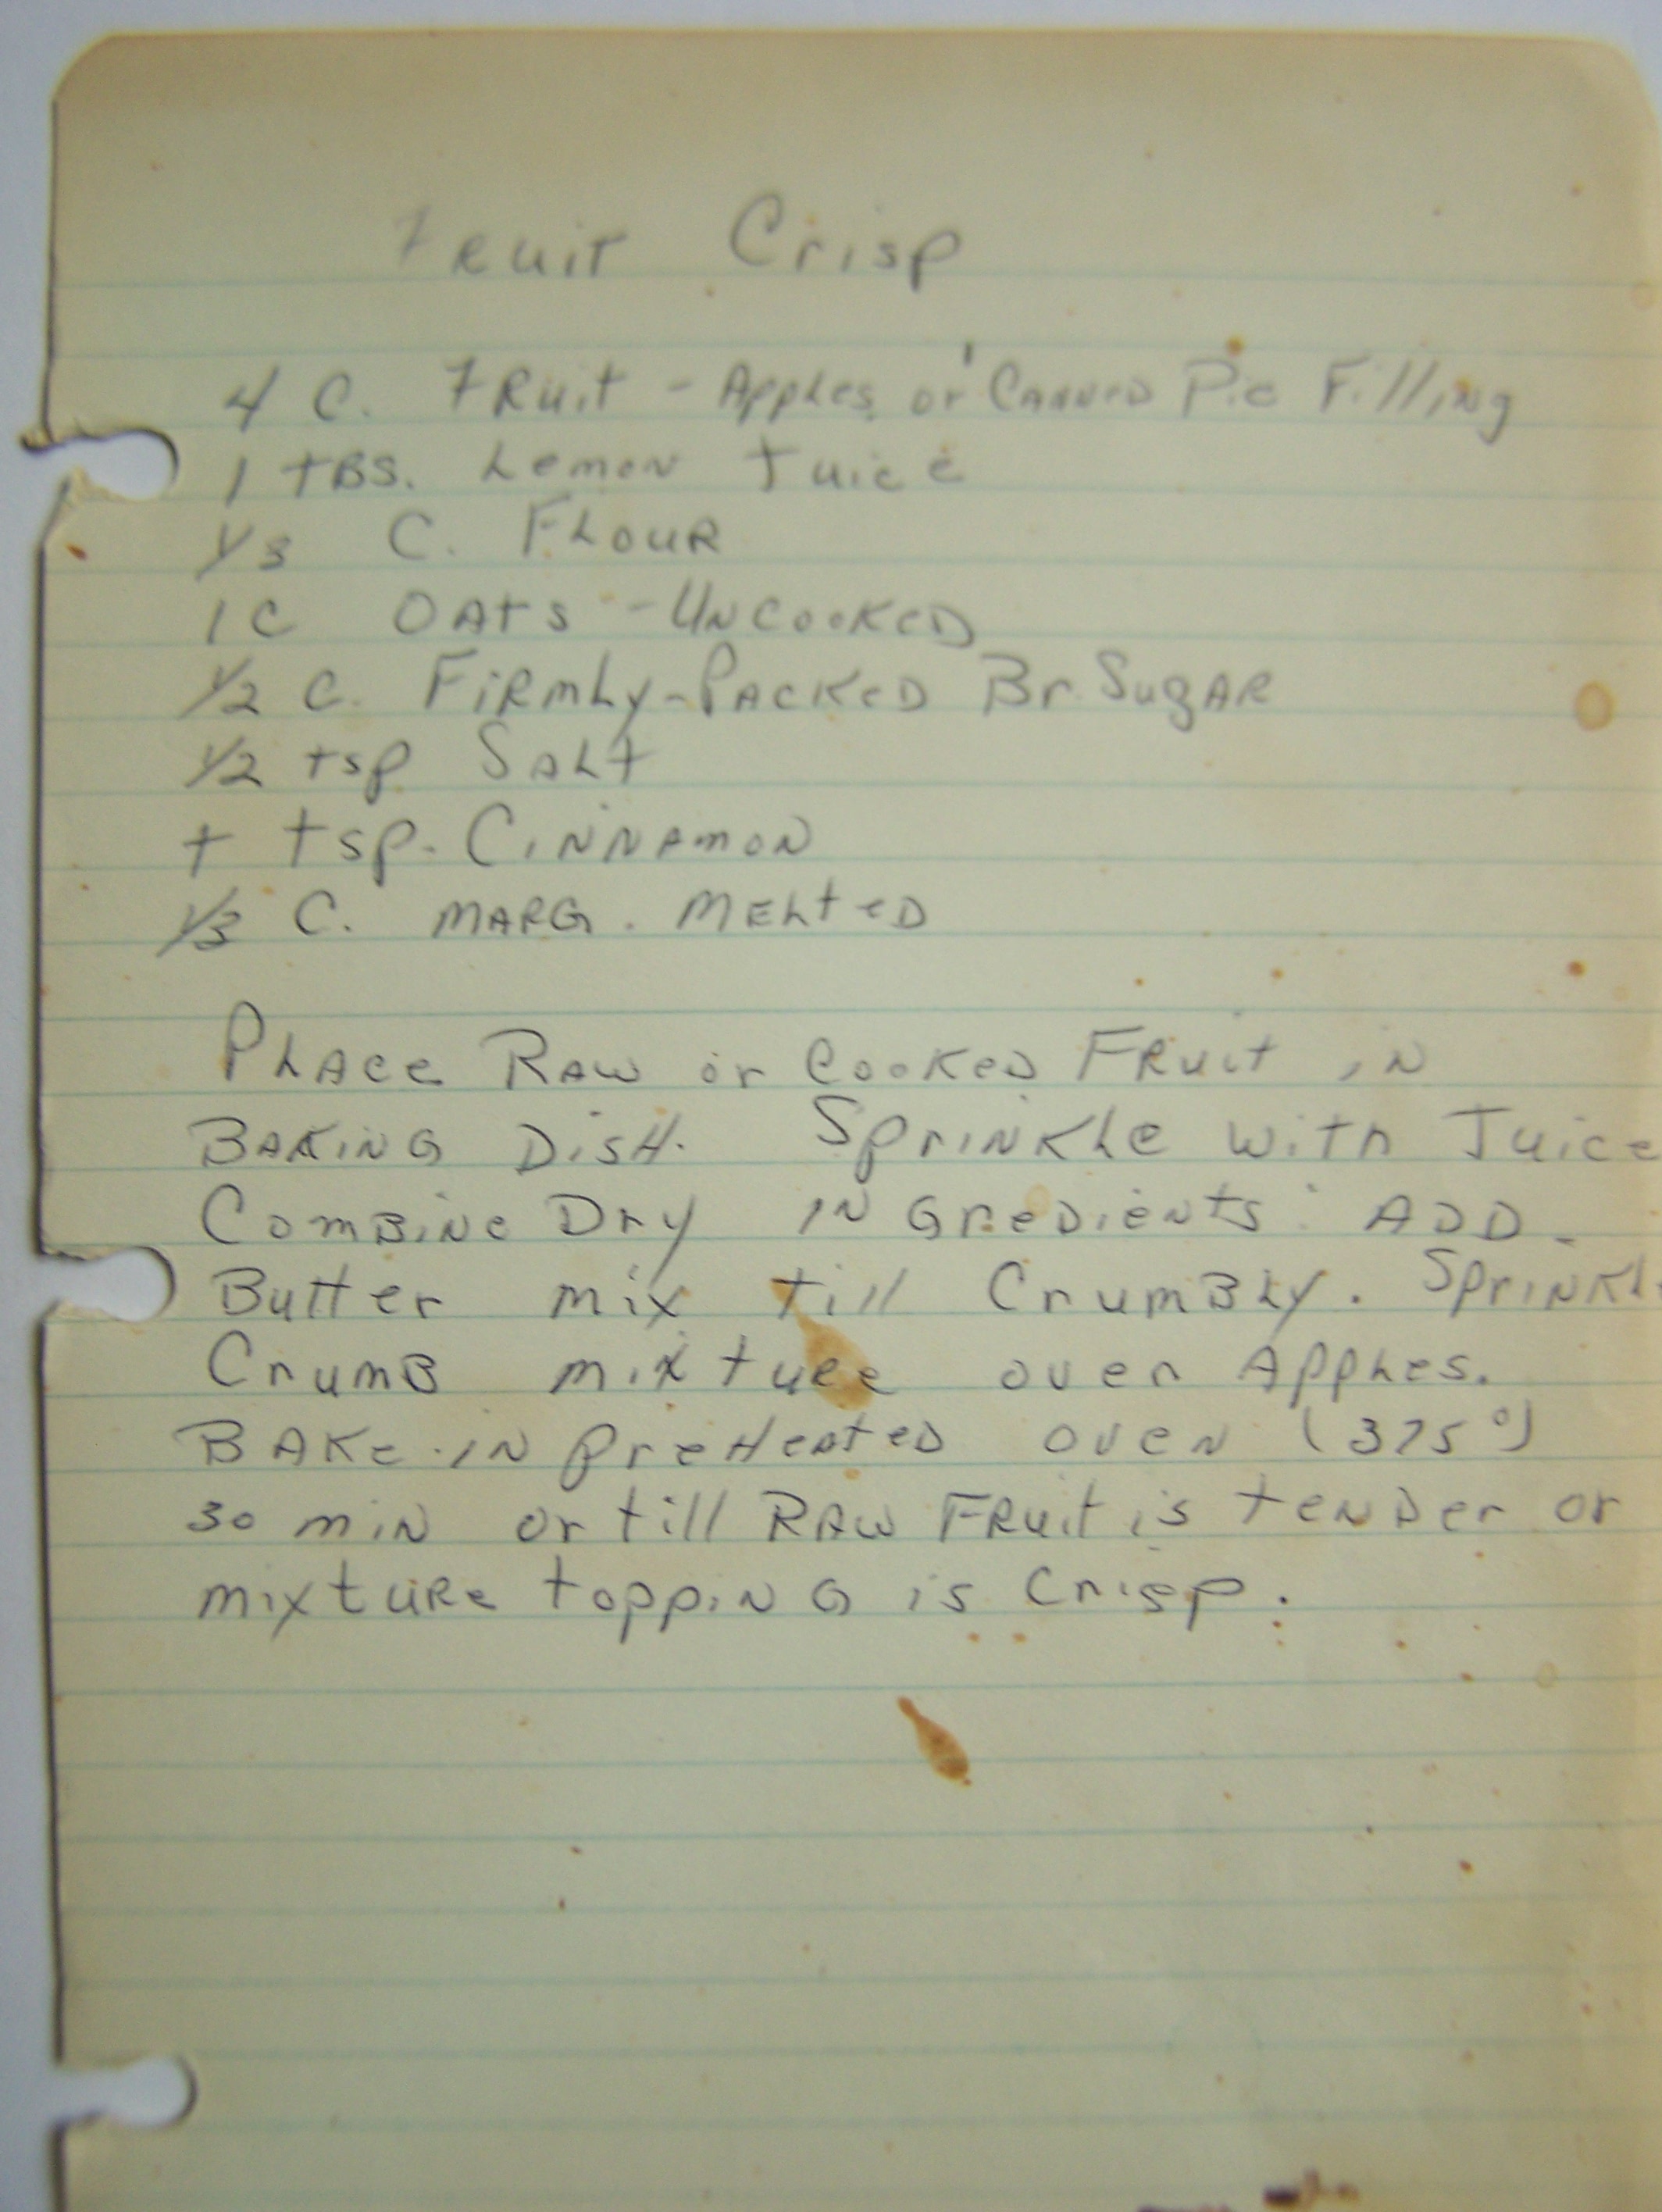 Fruit Crisp
4 C. Fruit - Apples or Canned Pie Filling
1 TBS. Lemon Juice
1/3 C. Flour
1 C Oats - Uncooked
1/2 C. Firmly-Packed Br. Sugar
1/2 tsp Salt
+ tsp. Cinnamon
1/3 C. Marg. Melted
Place Raw or Cooked Fruit in
Baking Dish. Sprinkle with Juice
Combine Dry Ingredients: Add
Butter mix till Crumbly. Sprinkl
Crumb mixture over Apples.
Bake in PreHeated oven (375°)
30 min or till Raw Fruit is tender or
mixture topping is Crisp.